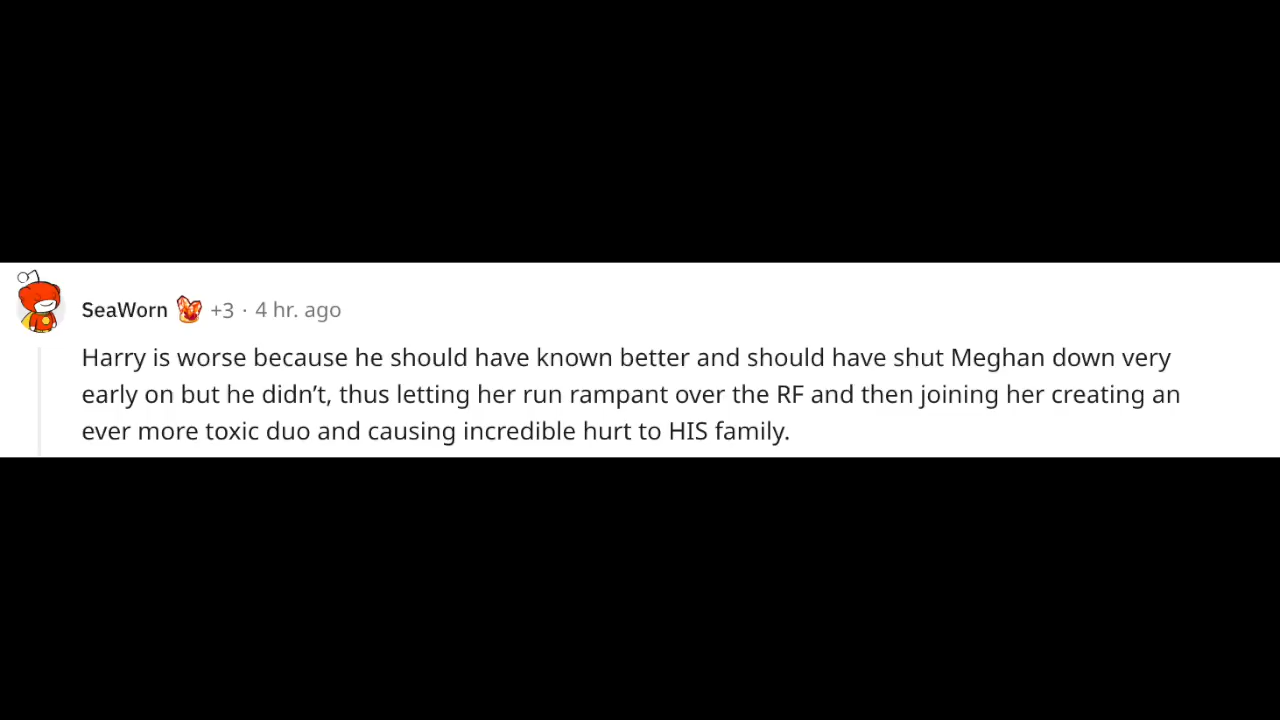 SeaWorn +3 · 4 hr. ago
Harry is worse because he should have known better and should have shut Meghan down very
early on but he didn’t, thus letting her run rampant over the RF and then joining her creating an
ever more toxic duo and causing incredible hurt to HIS family.